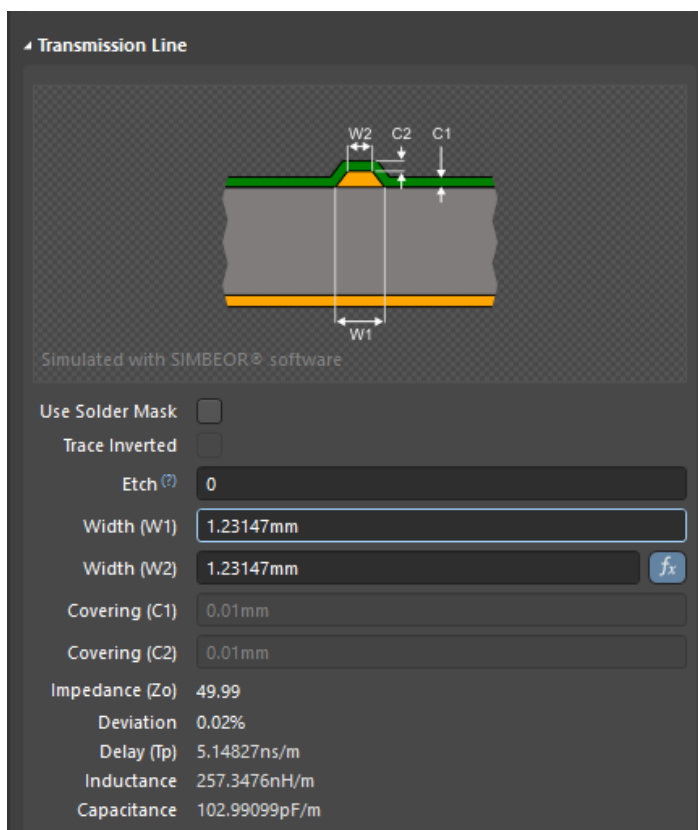 Transmission Line
W2 C2 C1
W1
Simulated with SIMBEOR® software
Use Solder Mask
Trace Inverted
Etch (?) 0
Width (W1) 1.23147mm
Width (W2) 1.23147mm fx
Covering (C1) 0.01mm
Covering (C2) 0.01mm
Impedance (Zo) 49.99
Deviation 0.02%
Delay (Tp) 5.14827ns/m
Inductance 257.3476nH/m
Capacitance 102.99099pF/m